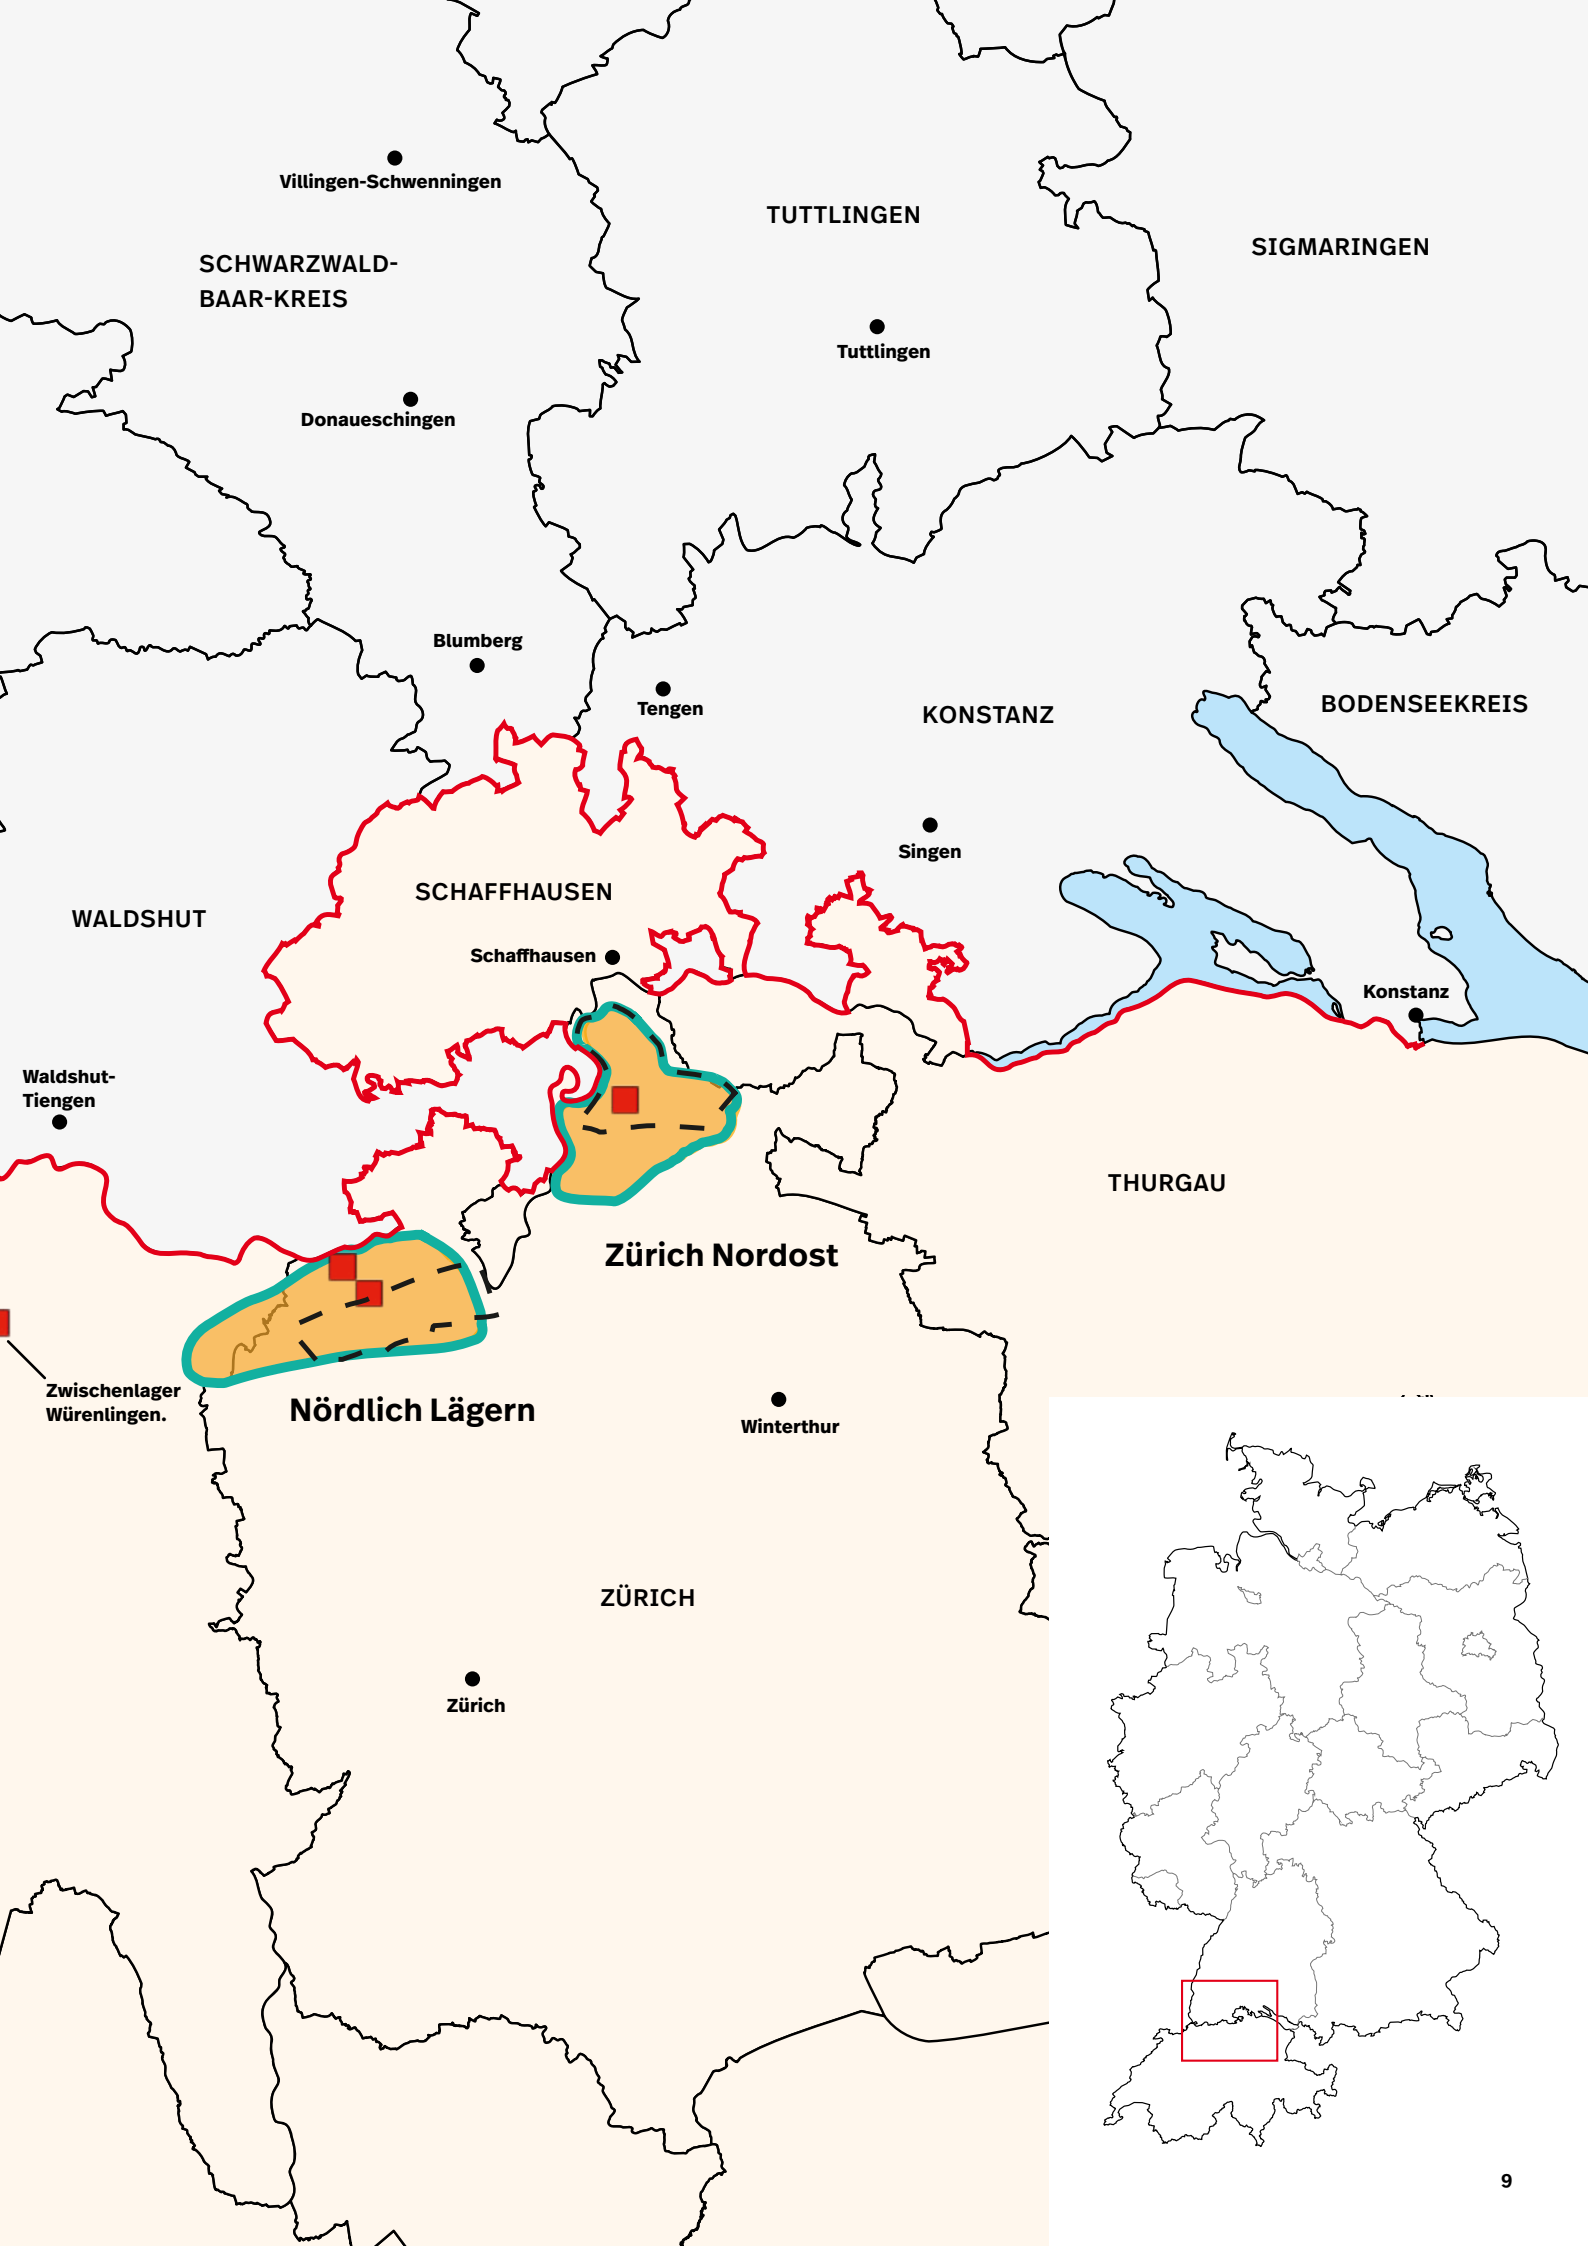 Villingen-Schwenningen
TUTTLINGEN
SIGMARINGEN
SCHWARZWALD-
BAAR-KREIS
Tuttlingen
Donaueschingen
Blumberg
Tengen
KONSTANZ
BODENSEEKREIS
Singen
SCHAFFHAUSEN
WALDSHUT
Schaffhausen
Konstanz
Waldshut-
Tiengen
THURGAU
Zürich Nordost
Zwischenlager
Würenlingen.
Nördlich Lägern
Winterthur
ZÜRICH
Zürich
9